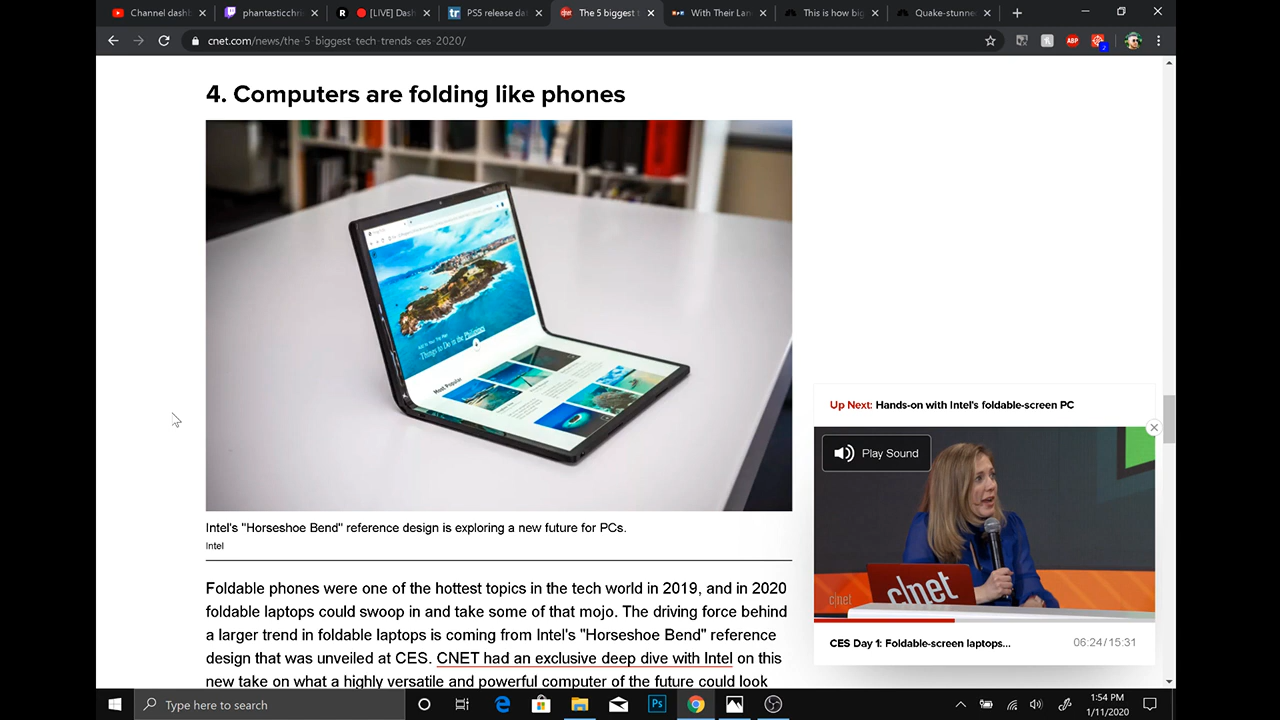 Channel dashb
phantasticchri
[LIVE] Dash
PS5 release da
The 5 biggest t
With Their Lan
This is how big
Quake-stunne
cnet.com/news/the-5-biggest-tech-trends-ces-2020/
ABP
2
4. Computers are folding like phones
Things to Do in the Philippines
Most Popular
Intel's "Horseshoe Bend" reference design is exploring a new future for PCs.
Intel
Foldable phones were one of the hottest topics in the tech world in 2019, and in 2020
foldable laptops could swoop in and take some of that mojo. The driving force behind
a larger trend in foldable laptops is coming from Intel's "Horseshoe Bend" reference
design that was unveiled at CES. CNET had an exclusive deep dive with Intel on this
new take on what a highly versatile and powerful computer of the future could look
Up Next: Hands-on with Intel's foldable-screen PC
Play Sound
cnet
cnet
CES Day 1: Foldable-screen laptops...
06:24/15:31
Type here to search
Ps
1:54 PM
1/11/2020